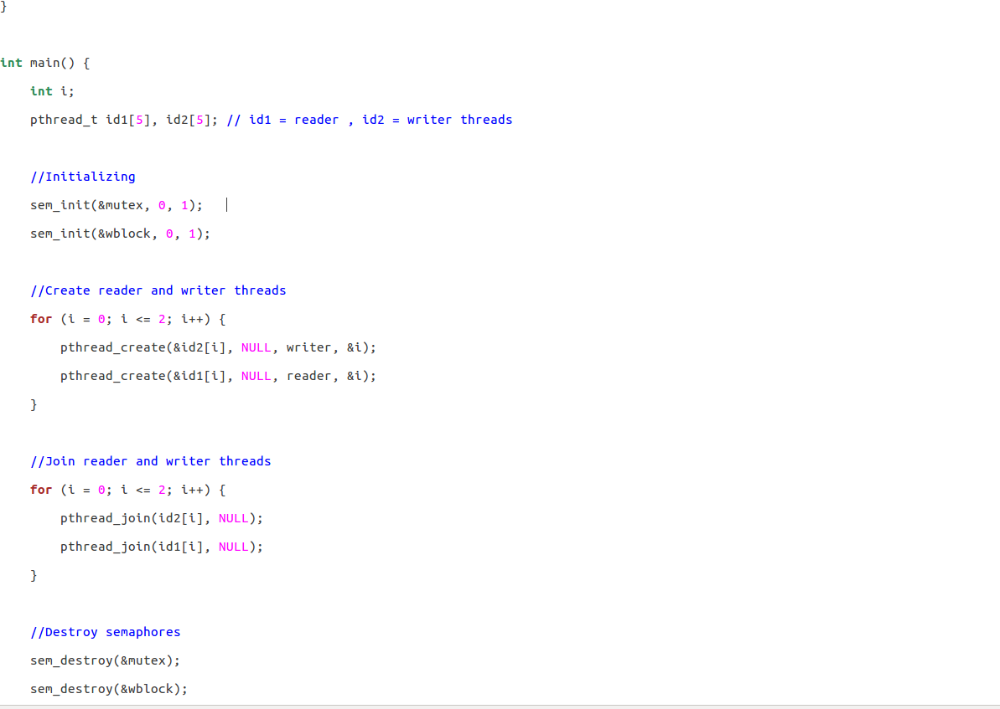 }
int main() {
    int i;
    pthread_t id1[5], id2[5]; // id1 = reader , id2 = writer threads
    //Initializing
    sem_init(&mutex, 0, 1);
    sem_init(&wblock, 0, 1);
    //Create reader and writer threads
    for (i = 0; i <= 2; i++) {
        pthread_create(&id2[i], NULL, writer, &i);
        pthread_create(&id1[i], NULL, reader, &i);
    }
    //Join reader and writer threads
    for (i = 0; i <= 2; i++) {
        pthread_join(id2[i], NULL);
        pthread_join(id1[i], NULL);
    }
    //Destroy semaphores
    sem_destroy(&mutex);
    sem_destroy(&wblock);